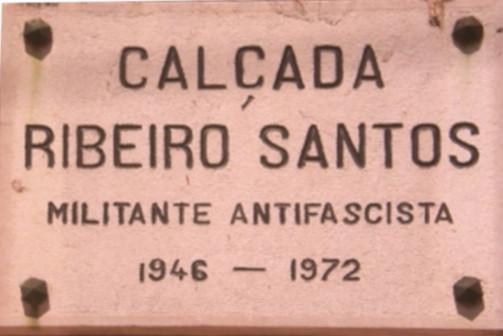 CALÇADA
RIBEIRO SANTOS
MILITANTE ANTIFASCISTA
1946 — 1972